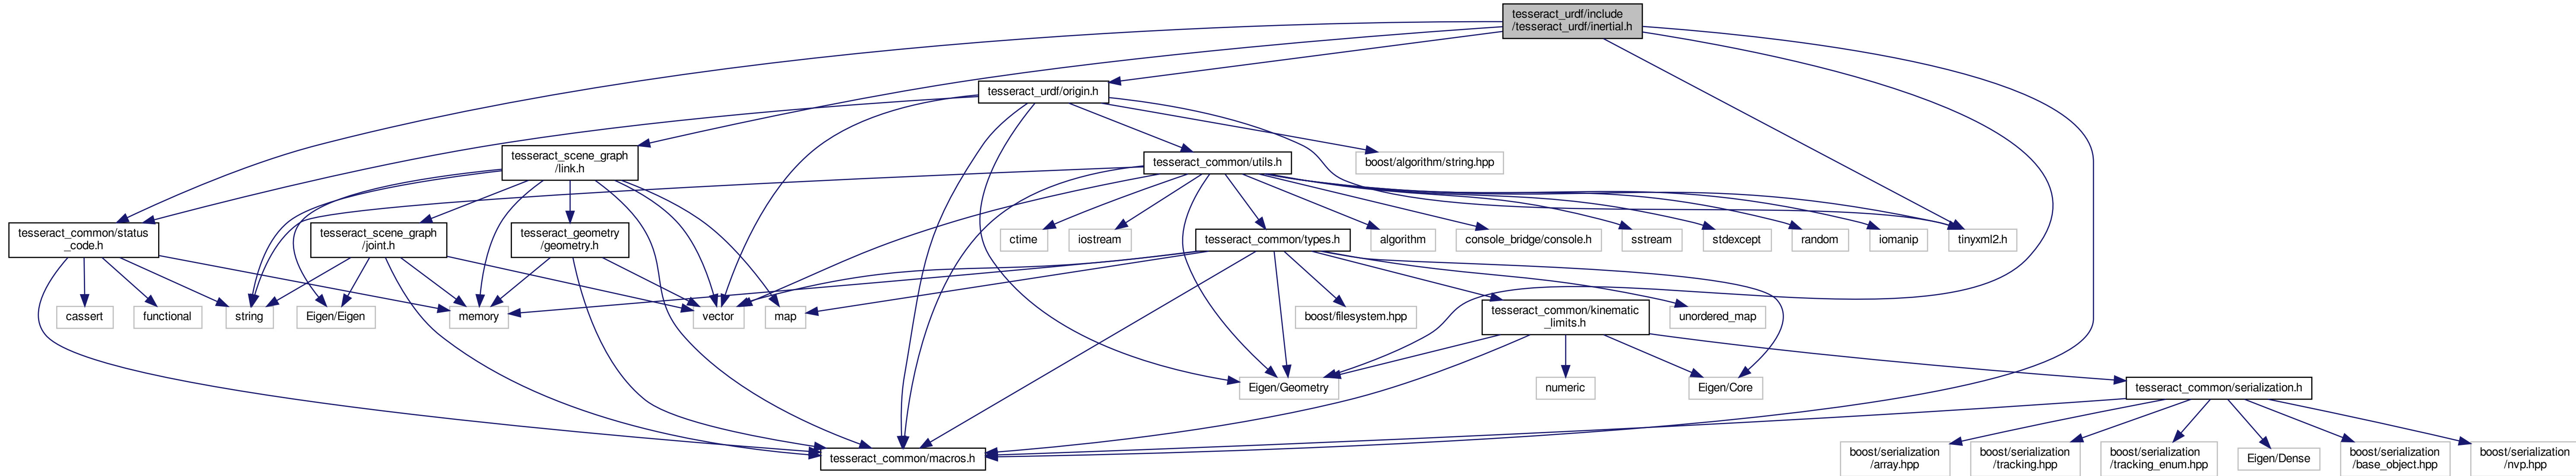 tesseract_urdf/include
/tesseract_urdf/inertial.h
tesseract_urdf/origin.h
tesseract_scene_graph
/link.h
tesseract_common/utils.h
boost/algorithm/string.hpp
tesseract_common/status
_code.h
tesseract_scene_graph
/joint.h
tesseract_geometry
/geometry.h
ctime
iostream
tesseract_common/types.h
algorithm
console_bridge/console.h
sstream
stdexcept
random
iomanip
tinyxml2.h
cassert
functional
string
Eigen/Eigen
memory
vector
map
boost/filesystem.hpp
tesseract_common/kinematic
_limits.h
unordered_map
Eigen/Geometry
numeric
Eigen/Core
tesseract_common/serialization.h
tesseract_common/macros.h
boost/serialization
/array.hpp
boost/serialization
/tracking.hpp
boost/serialization
/tracking_enum.hpp
Eigen/Dense
boost/serialization
/base_object.hpp
boost/serialization
/nvp.hpp